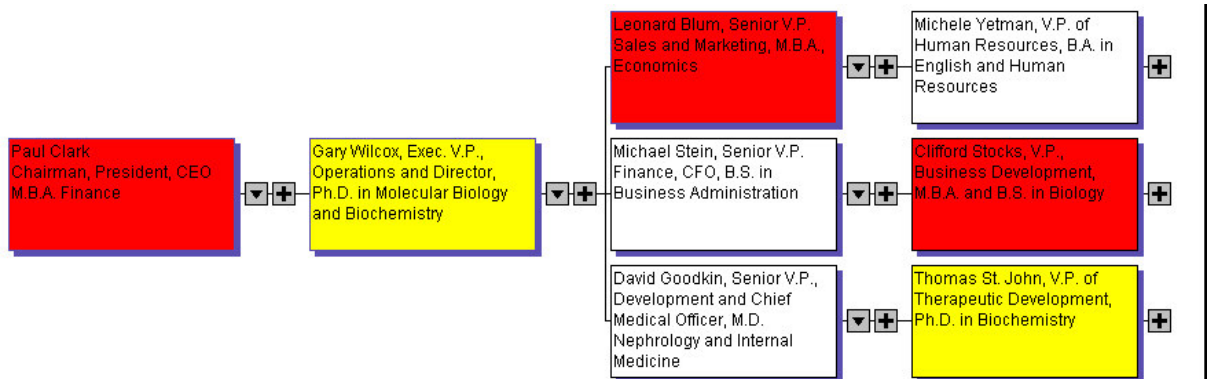 Paul Clark
Chairman, President, CEO
M.B.A. Finance
Gary Wilcox, Exec. V.P.,
Operations and Director,
Ph.D. in Molecular Biology
and Biochemistry
Leonard Blum, Senior V.P.
Sales and Marketing, M.B.A.,
Economics
Michael Stein, Senior V.P.
Finance, CFO, B.S. in
Business Administration
David Goodkin, Senior V.P.,
Development and Chief
Medical Officer, M.D.
Nephrology and Internal
Medicine
Michele Yetman, V.P. of
Human Resources, B.A. in
English and Human
Resources
Clifford Stocks, V.P.,
Business Development,
M.B.A. and B.S. in Biology
Thomas St. John, V.P. of
Therapeutic Development,
Ph.D. in Biochemistry